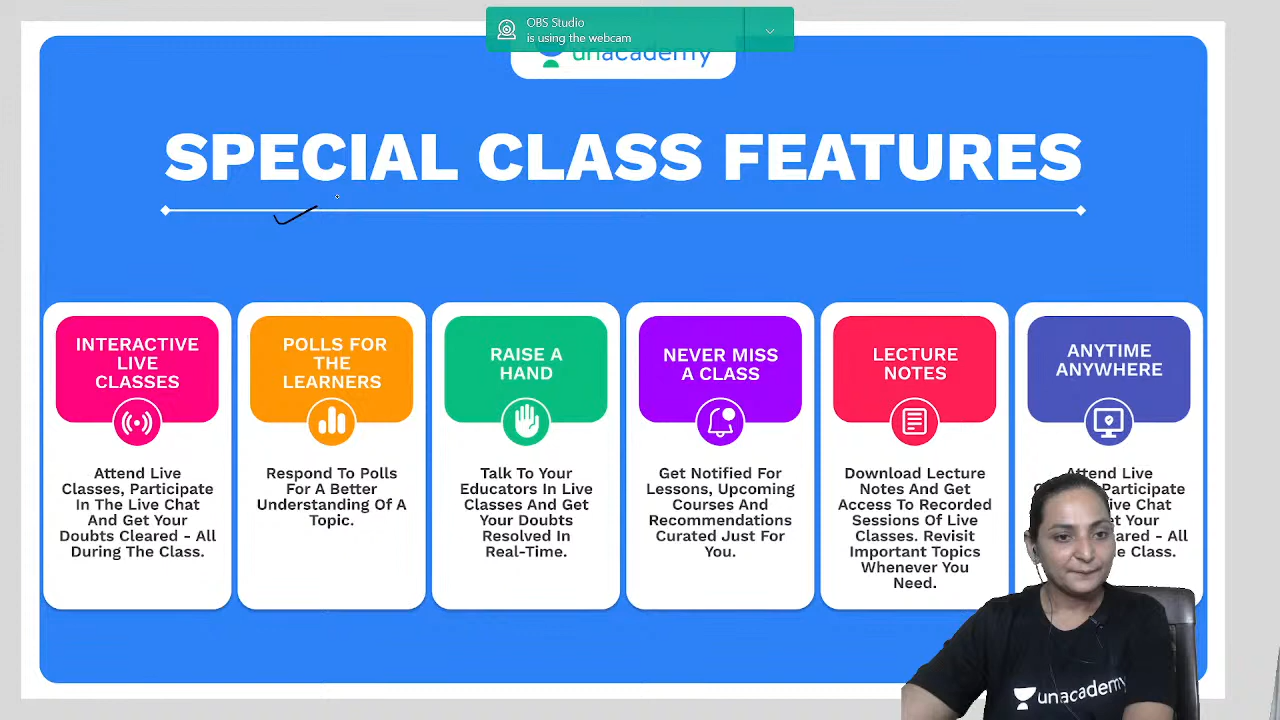 OBS Studio
is using the webcam
unacademy
SPECIAL CLASS FEATURES
INTERACTIVE
LIVE
CLASSES
Attend Live
Classes, Participate
In The Live Chat
And Get Your
Doubts Cleared - All
During The Class.
POLLS FOR
THE
LEARNERS
Respond To Polls
For A Better
Understanding Of A
Topic.
RAISE A
HAND
Talk To Your
Educators In Live
Classes And Get
Your Doubts
Resolved In
Real-Time.
NEVER MISS
A CLASS
Get Notified For
Lessons, Upcoming
Courses And
Recommendations
Curated Just For
You.
LECTURE
NOTES
Download Lecture
Notes And Get
Access To Recorded
Sessions Of Live
Classes. Revisit
Important Topics
Whenever You
Need.
ANYTIME
ANYWHERE
Attend Live
Participate
Live Chat
Your
- All
Class.
unacademy